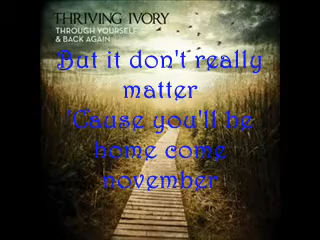 THRIVING IVORY
THROUGH YOURSELF
& BACK AGAIN
But it don't really
matter
'Cause you'll be
home come
november